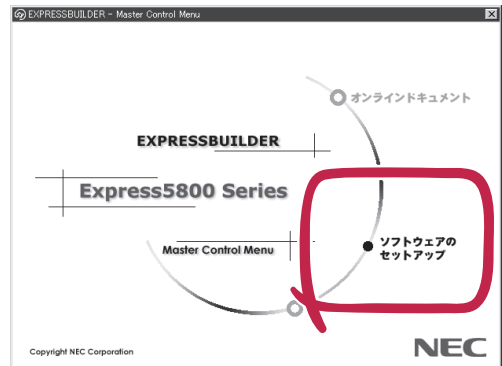 EXPRESSBUILDER - Master Control Menu
オンラインドキュメント
EXPRESSBUILDER
Express5800 Series
Master Control Menu
ソフトウェアの
セットアップ
Copyright NEC Corporation
NEC